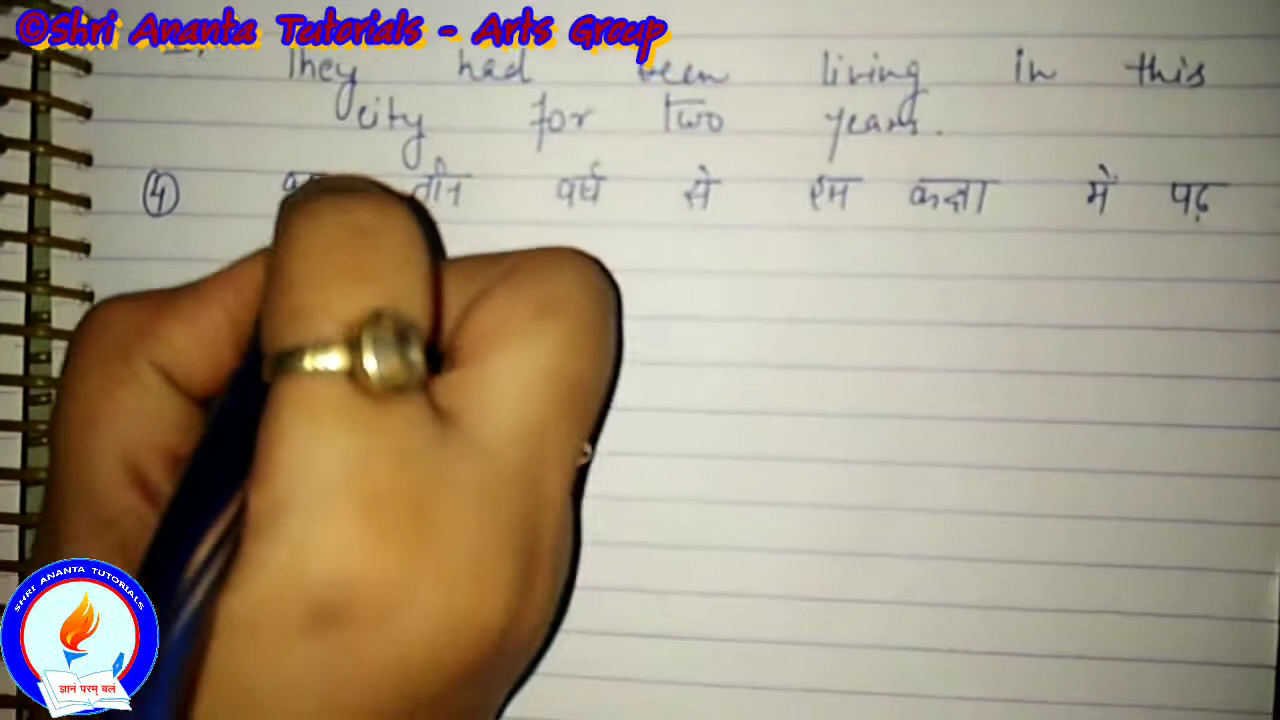 ©Shri Ananta Tutorials - Arts Group
They had been living in this
city for two years.
④ तीन वर्ष से इस कक्षा में पढ़
SHRI ANANTA TUTORIALS
ज्ञानं परमं बलं